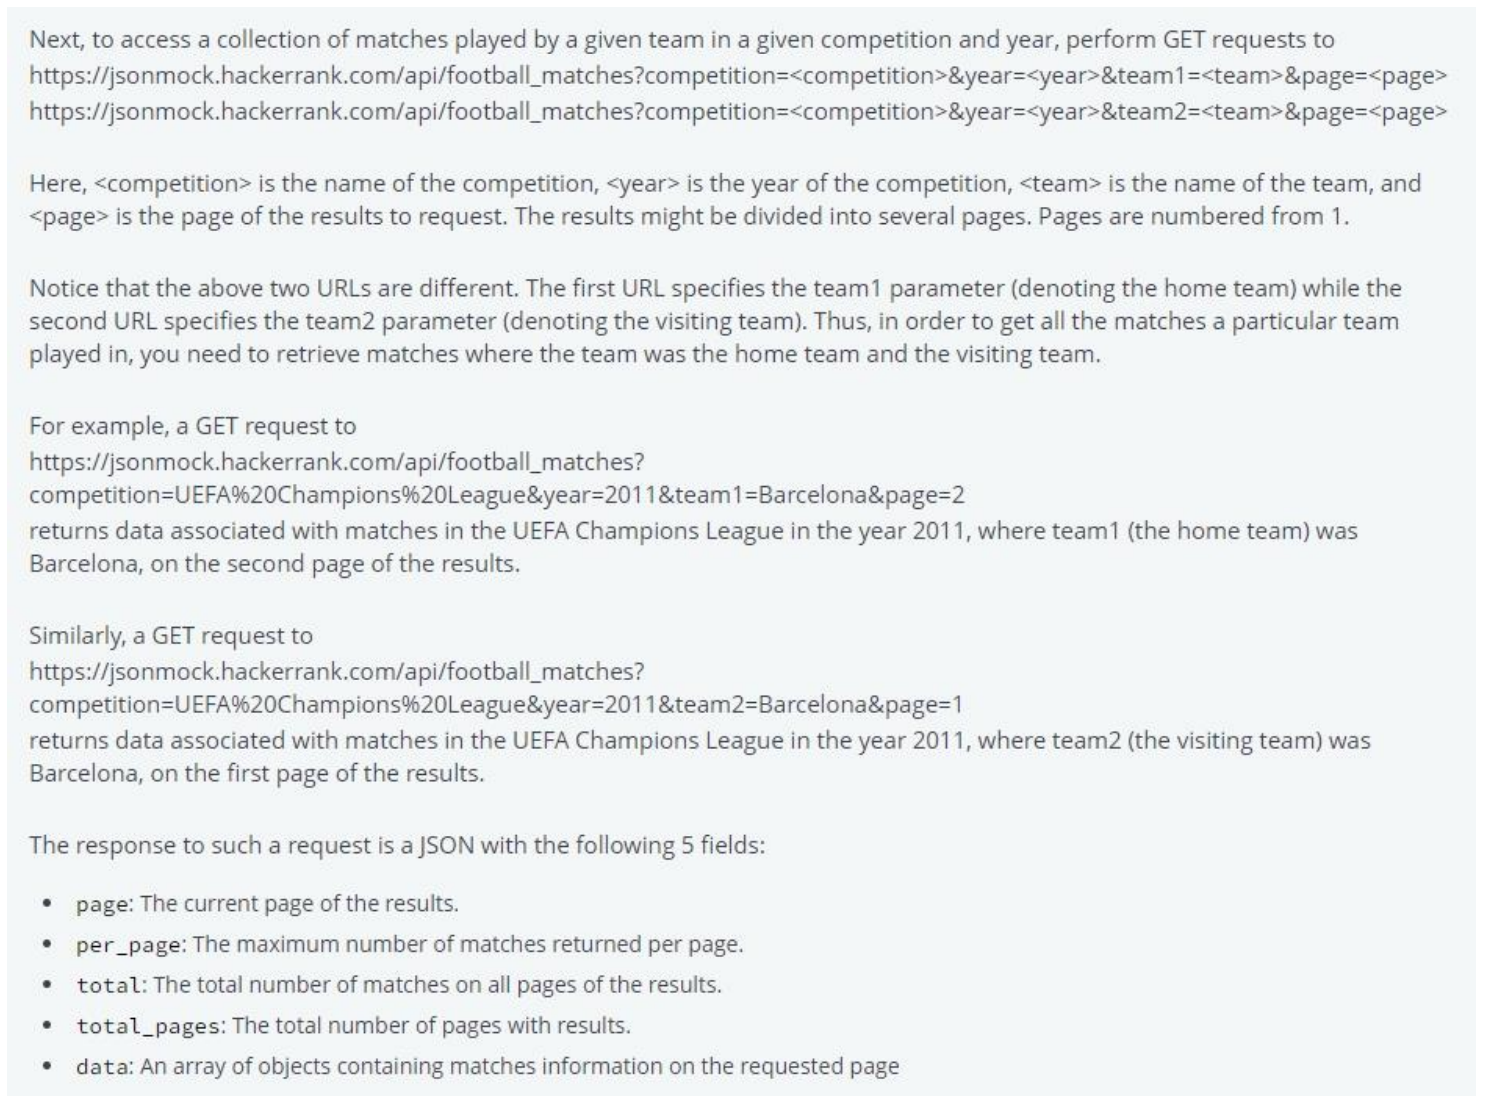 Next, to access a collection of matches played by a given team in a given competition and year, perform GET requests to
https://jsonmock.hackerrank.com/api/football_matches?competition=<competition>&year=<year>&team1=<team>&page=<page>
https://jsonmock.hackerrank.com/api/football_matches?competition=<competition>&year=<year>&team2=<team>&page=<page>
Here, <competition> is the name of the competition, <year> is the year of the competition, <team> is the name of the team, and
<page> is the page of the results to request. The results might be divided into several pages. Pages are numbered from 1.
Notice that the above two URLs are different. The first URL specifies the team1 parameter (denoting the home team) while the
second URL specifies the team2 parameter (denoting the visiting team). Thus, in order to get all the matches a particular team
played in, you need to retrieve matches where the team was the home team and the visiting team.
For example, a GET request to
https://jsonmock.hackerrank.com/api/football_matches?
competition=UEFA%20Champions%20League&year=2011&team1=Barcelona&page=2
returns data associated with matches in the UEFA Champions League in the year 2011, where team1 (the home team) was
Barcelona, on the second page of the results.
Similarly, a GET request to
https://jsonmock.hackerrank.com/api/football_matches?
competition=UEFA%20Champions%20League&year=2011&team2=Barcelona&page=1
returns data associated with matches in the UEFA Champions League in the year 2011, where team2 (the visiting team) was
Barcelona, on the first page of the results.
The response to such a request is a JSON with the following 5 fields:
• page: The current page of the results.
• per_page: The maximum number of matches returned per page.
• total: The total number of matches on all pages of the results.
• total_pages: The total number of pages with results.
• data: An array of objects containing matches information on the requested page